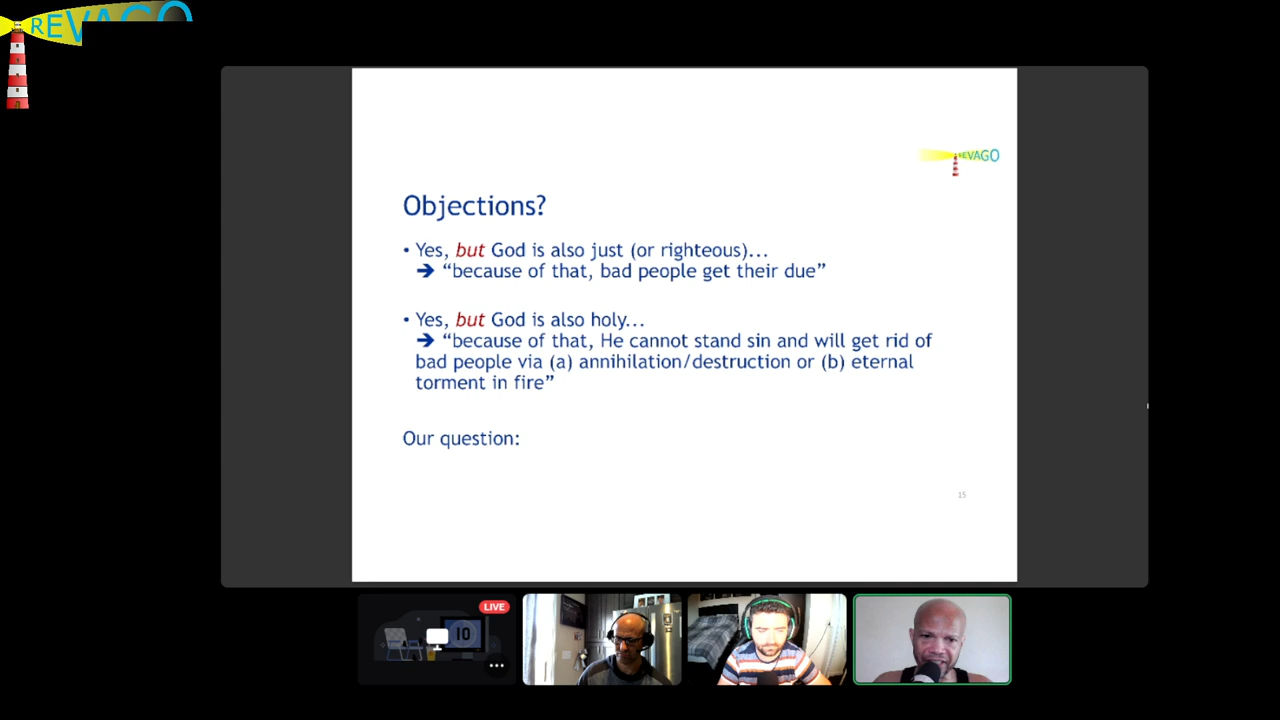 REVAGO
REVAGO
Objections?
• Yes, but God is also just (or righteous)...
➔ “because of that, bad people get their due”
• Yes, but God is also holy...
➔ “because of that, He cannot stand sin and will get rid of
bad people via (a) annihilation/destruction or (b) eternal
torment in fire”
Our question:
15
LIVE
10